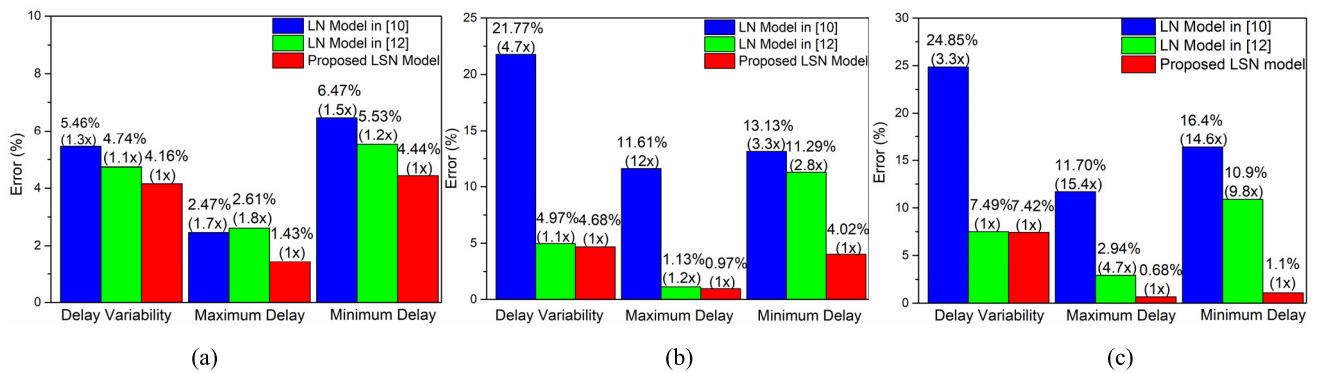 10
8
6
4
2
0
Error (%)
LN Model in [10]
LN Model in [12]
Proposed LSN Model
5.46%
(1.3x)
4.74%
(1.1x)
4.16%
(1x)
2.47%
(1.7x)
2.61%
(1.8x)
1.43%
(1x)
6.47%
(1.5x)
5.53%
(1.2x)
4.44%
(1x)
Delay Variability
Maximum Delay
Minimum Delay
(a)
25
20
15
10
5
0
Error (%)
LN Model in [10]
LN Model in [12]
Proposed LSN Model
21.77%
(4.7x)
4.97%
(1.1x)
4.68%
(1x)
11.61%
(12x)
1.13%
(1.2x)
0.97%
(1x)
13.13%
(3.3x)
11.29%
(2.8x)
4.02%
(1x)
Delay Variability
Maximum Delay
Minimum Delay
(b)
30
25
20
15
10
5
0
Error (%)
LN Model in [10]
LN Model in [12]
Proposed LSN model
24.85%
(3.3x)
7.49%
(1x)
7.42%
(1x)
11.70%
(15.4x)
2.94%
(4.7x)
0.68%
(1x)
16.4%
(14.6x)
10.9%
(9.8x)
1.1%
(1x)
Delay Variability
Maximum Delay
Minimum Delay
(c)